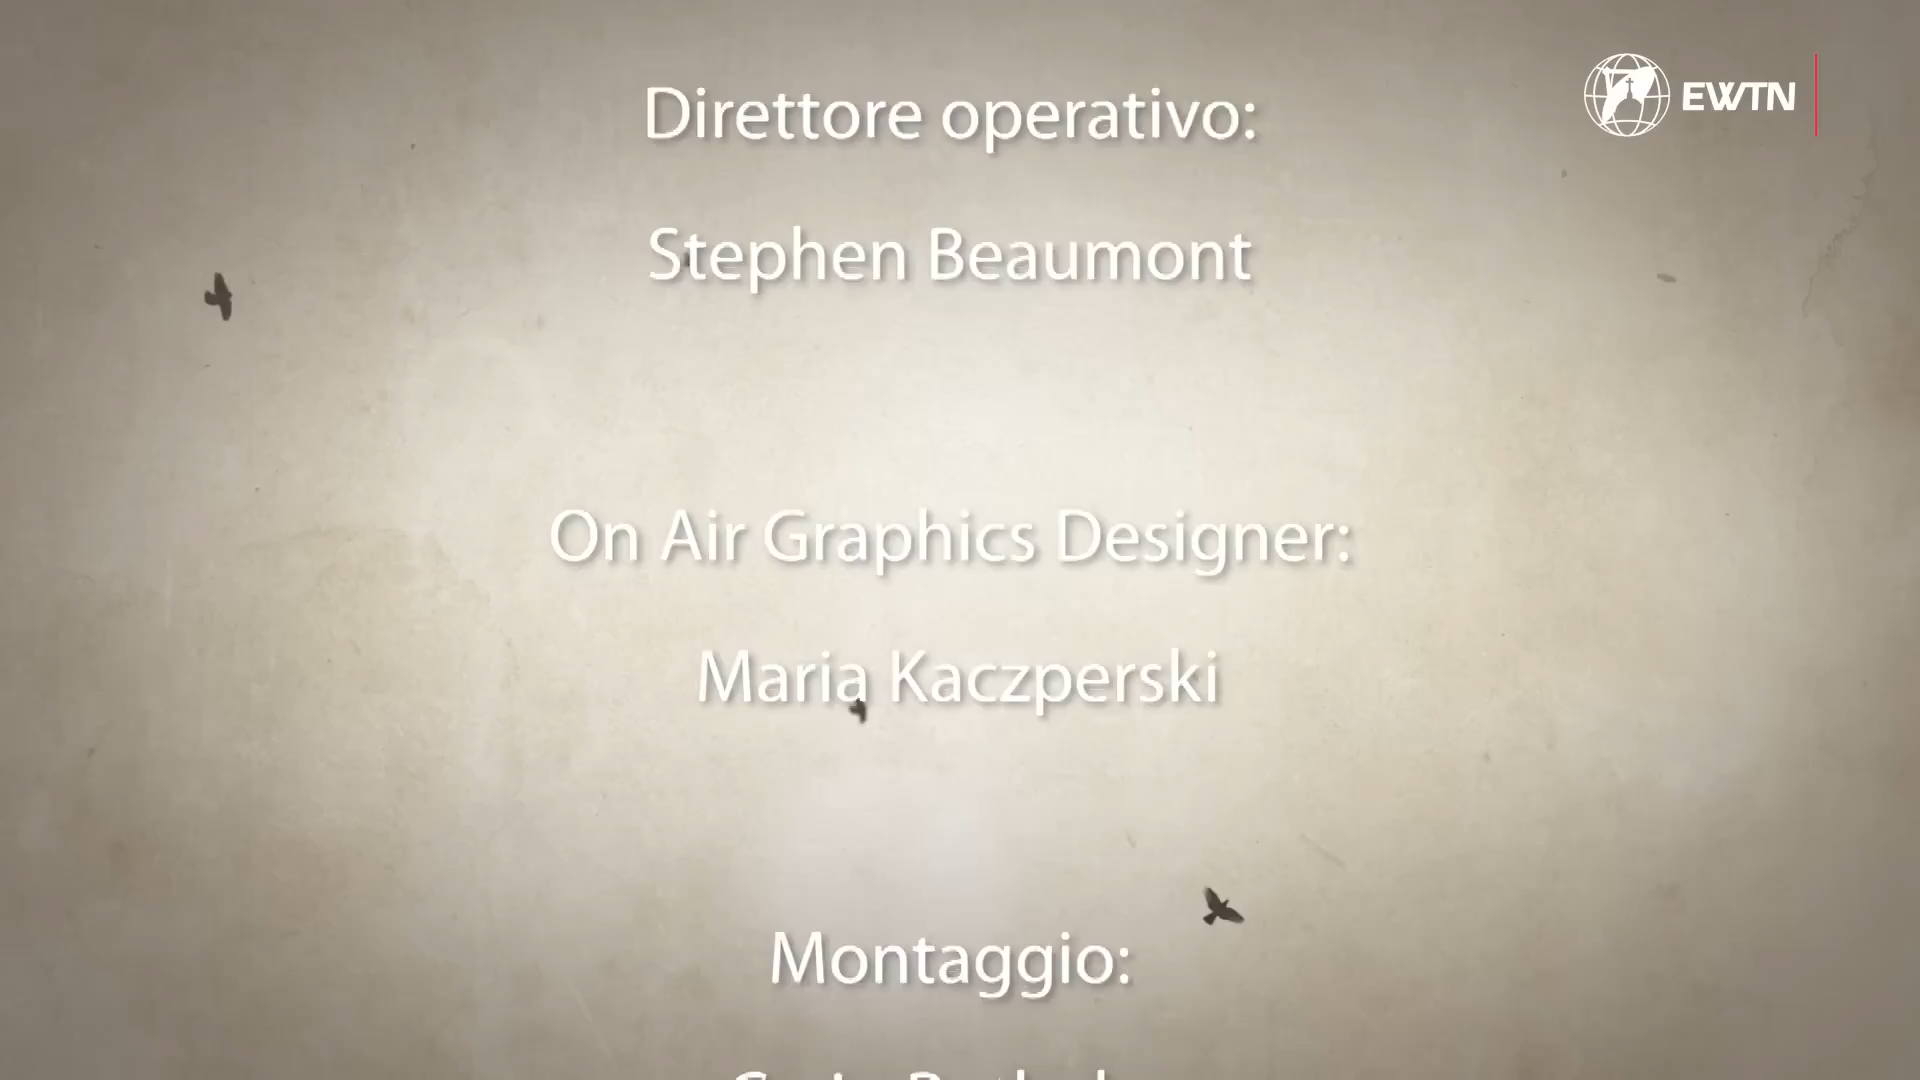 EWTN
Direttore operativo:
Stephen Beaumont
On Air Graphics Designer:
Maria Kaczperski
Montaggio: